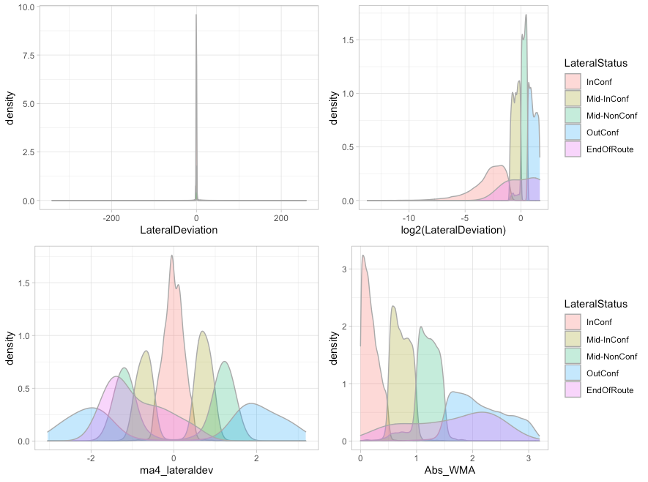 10.0
7.5
5.0
2.5
0.0
density
-200
0
200
LateralDeviation
1.5
1.0
0.5
0.0
density
-10
-5
0
log2(LateralDeviation)
LateralStatus
InConf
Mid-InConf
Mid-NonConf
OutConf
EndOfRoute
1.5
1.0
0.5
0.0
density
-2
0
2
ma4_lateraldev
3
2
1
0
density
0
1
2
3
Abs_WMA
LateralStatus
InConf
Mid-InConf
Mid-NonConf
OutConf
EndOfRoute